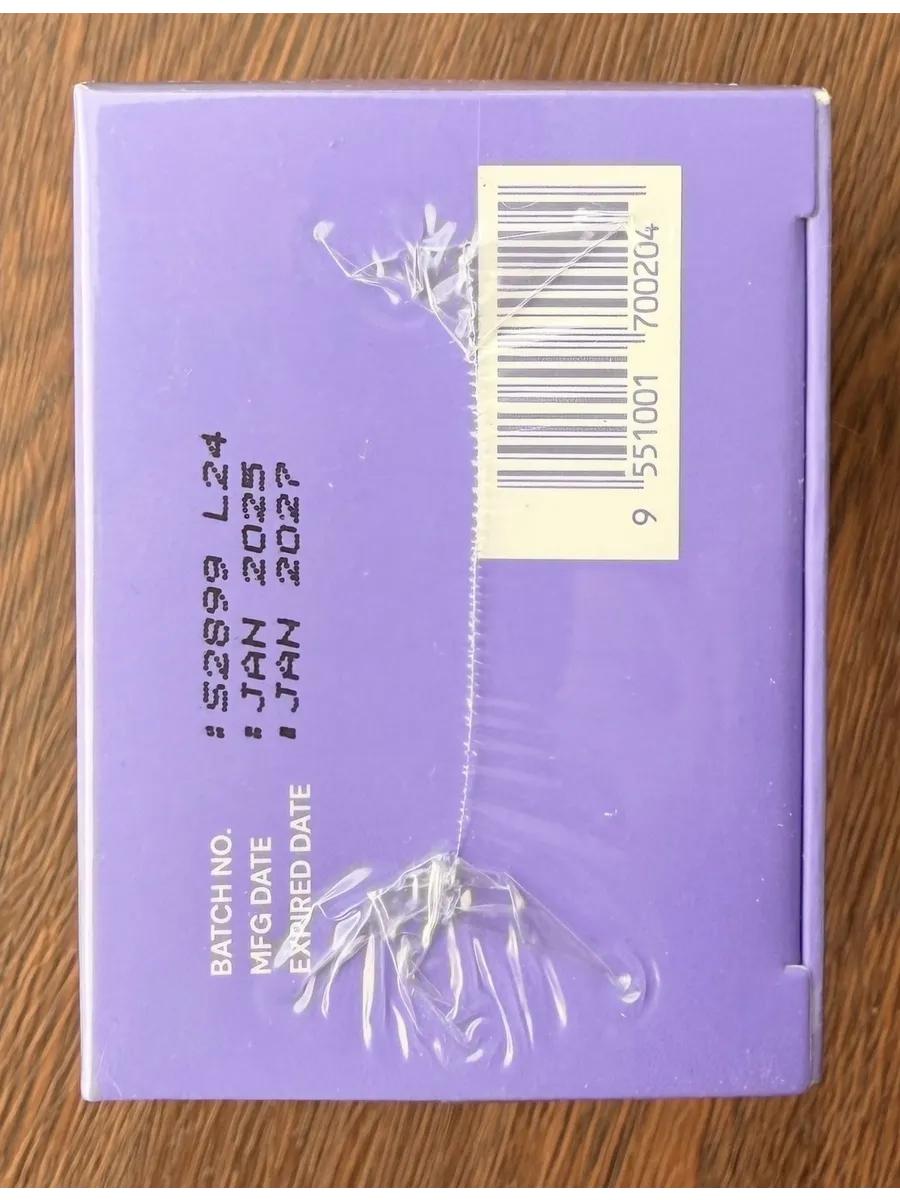 BATCH NO. : S2899 L24
MFG DATE : JAN 2025
EXPIRED DATE : JAN 2027
9 551001 700204